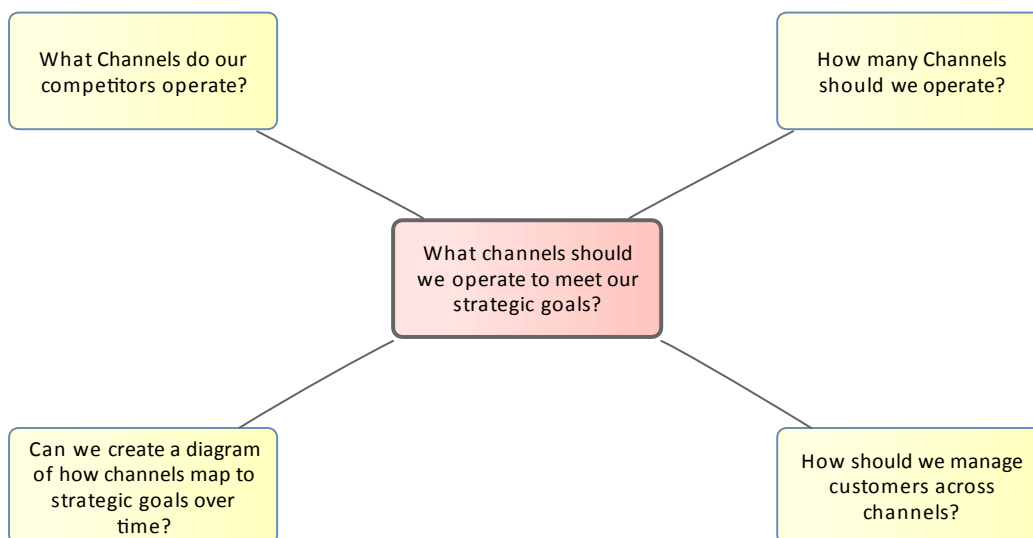 What Channels do our
competitors operate?
How many Channels
should we operate?
What channels should
we operate to meet our
strategic goals?
Can we create a diagram
of how channels map to
strategic goals over
time?
How should we manage
customers across
channels?